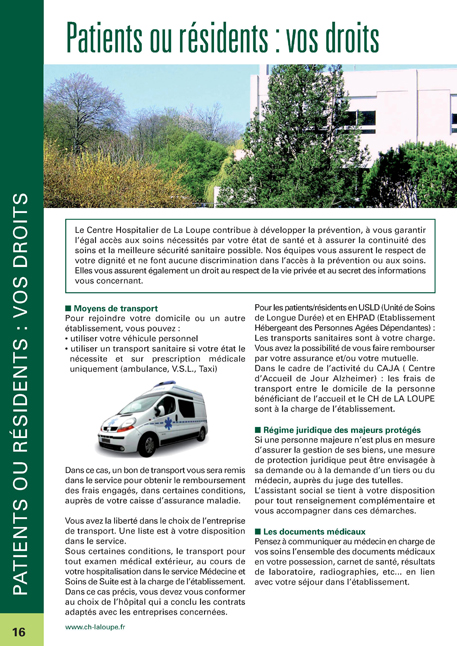 Patients ou résidents : vos droits
PATIENTS OU RÉSIDENTS : VOS DROITS
Le Centre Hospitalier de La Loupe contribue à développer la prévention, à vous garantir
l'égal accès aux soins nécessités par votre état de santé et à assurer la continuité des
soins et la meilleure sécurité sanitaire possible. Nos équipes vous assurent le respect de
votre dignité et ne font aucune discrimination dans l'accès à la prévention ou aux soins.
Elles vous assurent également un droit au respect de la vie privée et au secret des informations
vous concernant.
■ Moyens de transport
Pour rejoindre votre domicile ou un autre
établissement, vous pouvez :
• utiliser votre véhicule personnel
• utiliser un transport sanitaire si votre état le
nécessite et sur prescription médicale
uniquement (ambulance, V.S.L., Taxi)
Dans ce cas, un bon de transport vous sera remis
dans le service pour obtenir le remboursement
des frais engagés, dans certaines conditions,
auprès de votre caisse d'assurance maladie.
Vous avez la liberté dans le choix de l'entreprise
de transport. Une liste est à votre disposition
dans le service.
Sous certaines conditions, le transport pour
tout examen médical extérieur, au cours de
votre hospitalisation dans le service Médecine et
Soins de Suite est à la charge de l'établissement.
Dans ce cas précis, vous devez vous conformer
au choix de l'hôpital qui a conclu les contrats
adaptés avec les entreprises concernées.
Pour les patients/résidents en USLD (Unité de Soins
de Longue Durée) et en EHPAD (Etablissement
Hébergeant des Personnes Agées Dépendantes) :
Les transports sanitaires sont à votre charge.
Vous avez la possibilité de vous faire rembourser
par votre assurance et/ou votre mutuelle.
Dans le cadre de l'activité du CAJA ( Centre
d'Accueil de Jour Alzheimer) : les frais de
transport entre le domicile de la personne
bénéficiant de l'accueil et le CH de LA LOUPE
sont à la charge de l'établissement.
■ Régime juridique des majeurs protégés
Si une personne majeure n'est plus en mesure
d'assurer la gestion de ses biens, une mesure
de protection juridique peut être envisagée à
sa demande ou à la demande d'un tiers ou du
médecin, auprès du juge des tutelles.
L'assistant social se tient à votre disposition
pour tout renseignement complémentaire et
vous accompagner dans ces démarches.
■ Les documents médicaux
Pensez à communiquer au médecin en charge de
vos soins l'ensemble des documents médicaux
en votre possession, carnet de santé, résultats
de laboratoire, radiographies, etc... en lien
avec votre séjour dans l'établissement.
16
www.ch-laloupe.fr